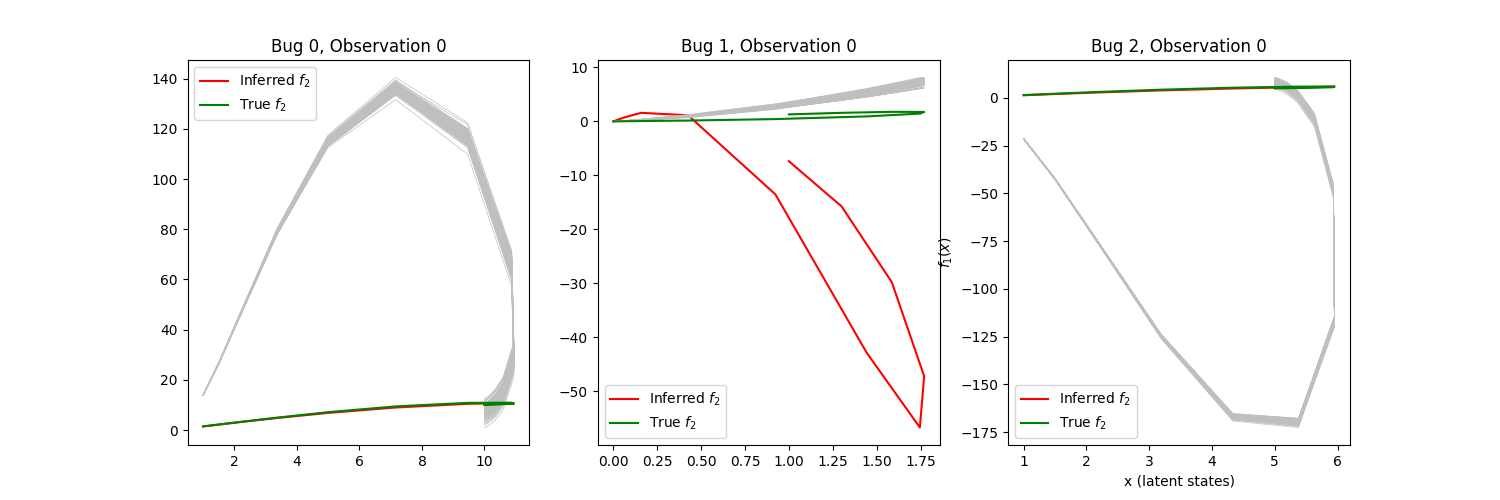 Bug 0, Observation 0
Inferred f₂
True f₂
140
120
100
80
60
40
20
0
2 4 6 8 10
Bug 1, Observation 0
10
0
−10
−20
−30
−40
−50
Inferred f₂
True f₂
0.00 0.25 0.50 0.75 1.00 1.25 1.50 1.75
Bug 2, Observation 0
f₁(x)
0
−25
−50
−75
−100
−125
−150
−175
Inferred f₂
True f₂
1 2 3 4 5 6
x (latent states)